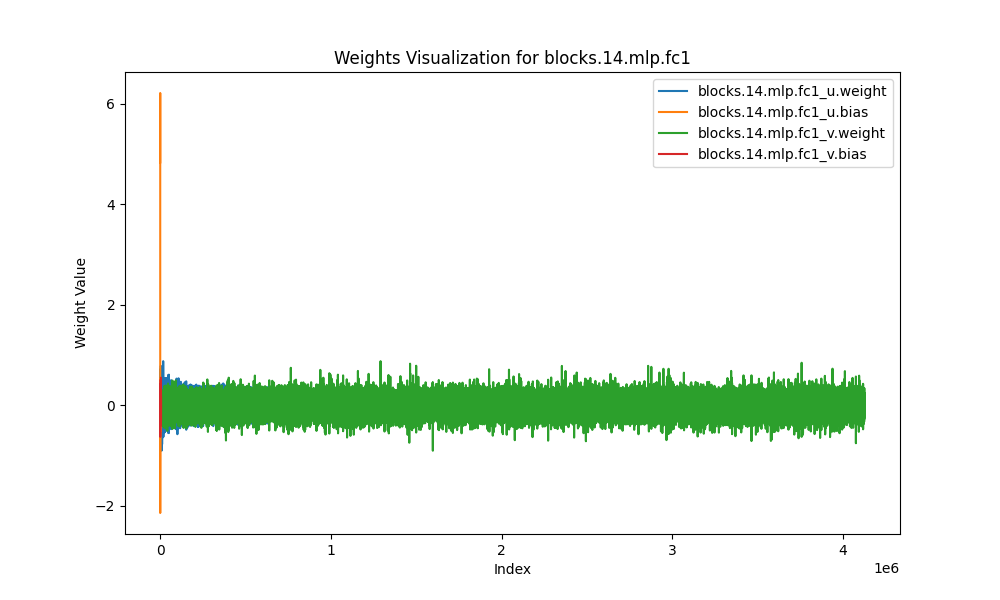 Weights Visualization for blocks.14.mlp.fc1
blocks.14.mlp.fc1_u.weight
blocks.14.mlp.fc1_u.bias
blocks.14.mlp.fc1_v.weight
blocks.14.mlp.fc1_v.bias
Weight Value
6
4
2
0
−2
0
1
2
3
4
1e6
Index